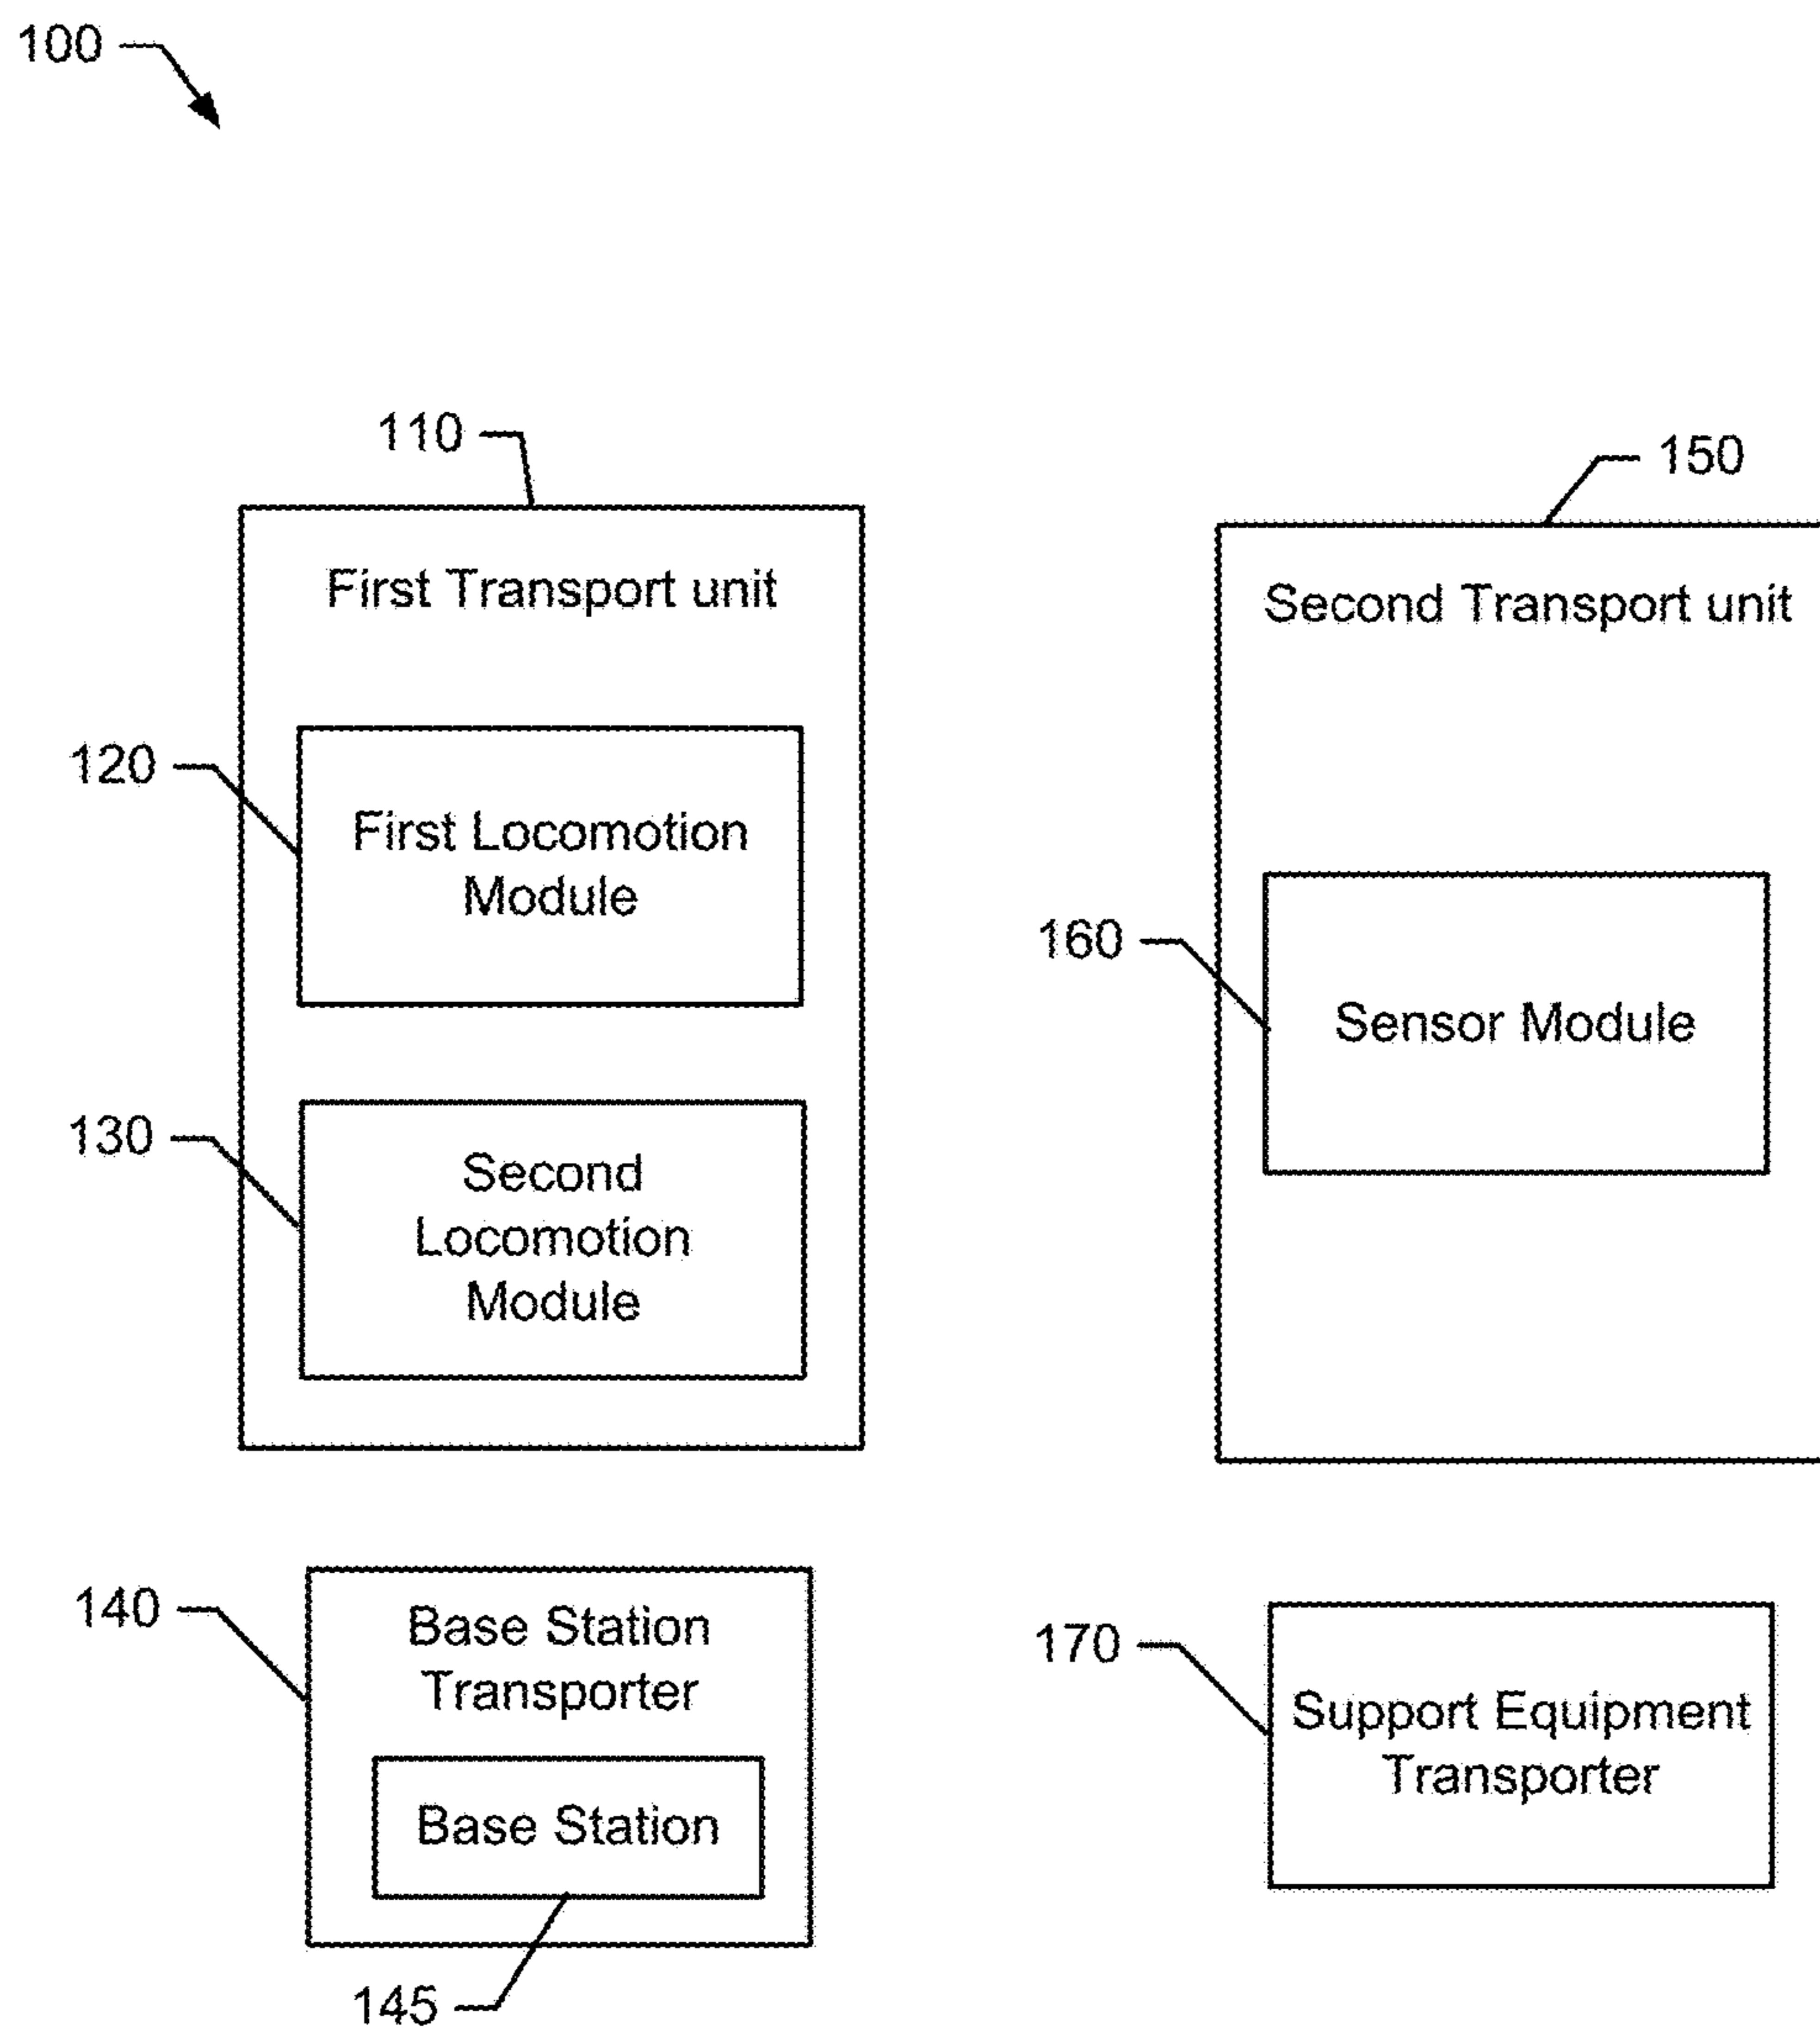 100
110
First Transport unit
120
First Locomotion
Module
130
Second
Locomotion
Module
140
Base Station
Transporter
Base Station
145
150
Second Transport unit
160
Sensor Module
170
Support Equipment
Transporter